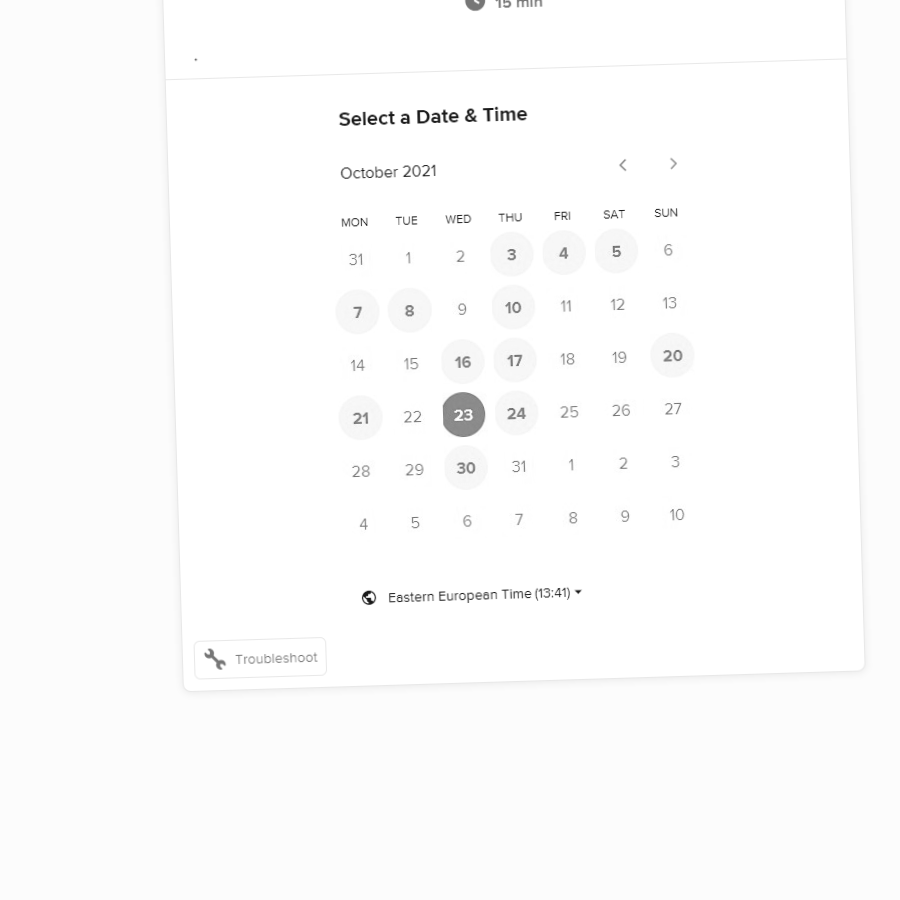 15 min
.
Select a Date & Time
October 2021
MON TUE WED THU FRI SAT SUN
31 1 2 3 4 5 6
7 8 9 10 11 12 13
14 15 16 17 18 19 20
21 22 23 24 25 26 27
28 29 30 31 1 2 3
4 5 6 7 8 9 10
Eastern European Time (13:41)
Troubleshoot